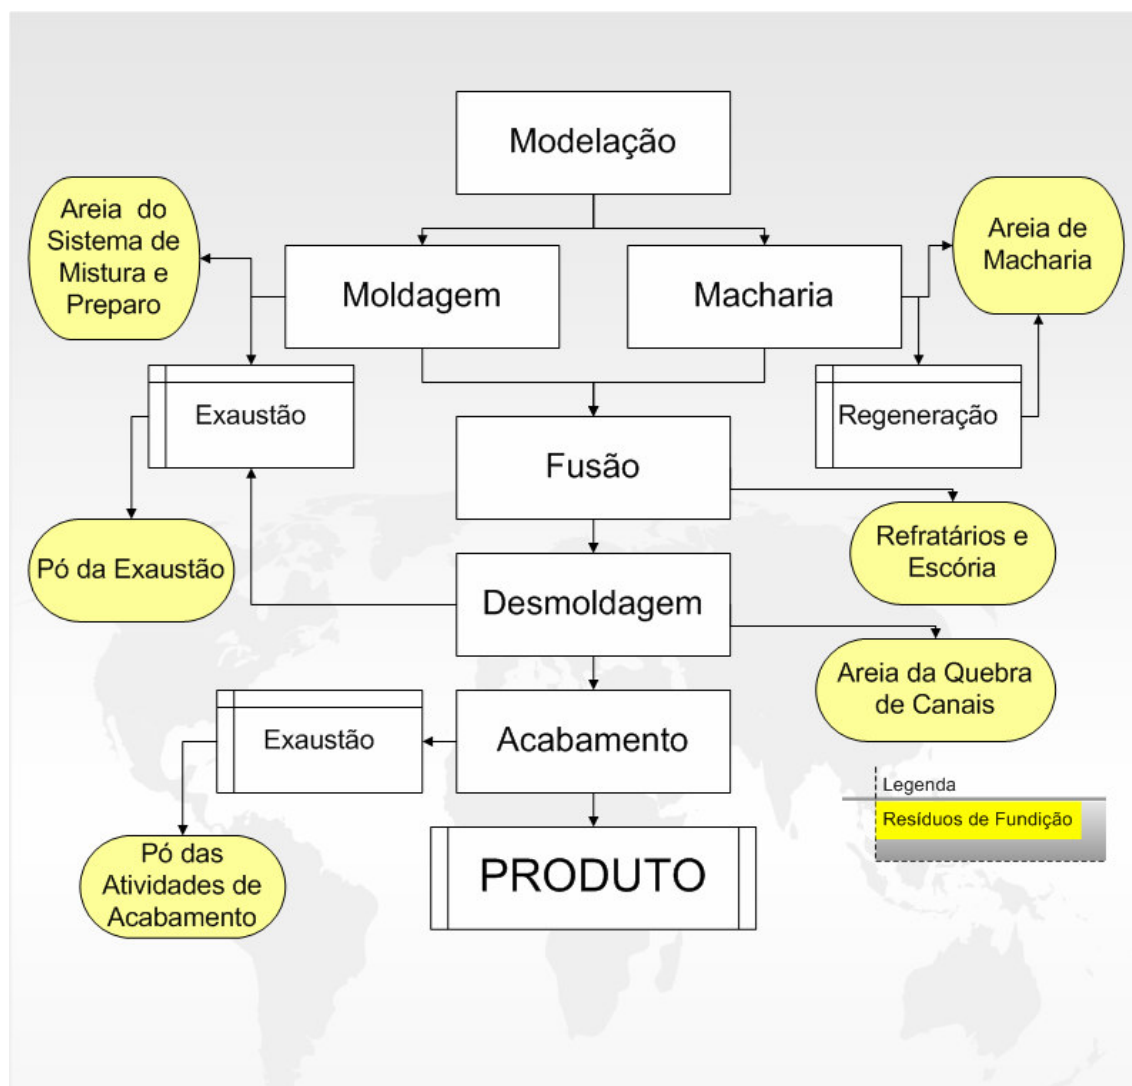 Modelação
Areia do
Sistema de
Mistura e
Preparo
Moldagem
Macharia
Areia de
Macharia
Exaustão
Regeneração
Fusão
Pó da Exaustão
Refratários e
Escória
Desmoldagem
Areia da Quebra
de Canais
Exaustão
Acabamento
Legenda
Resíduos de Fundição
Pó das
Atividades de
Acabamento
PRODUTO